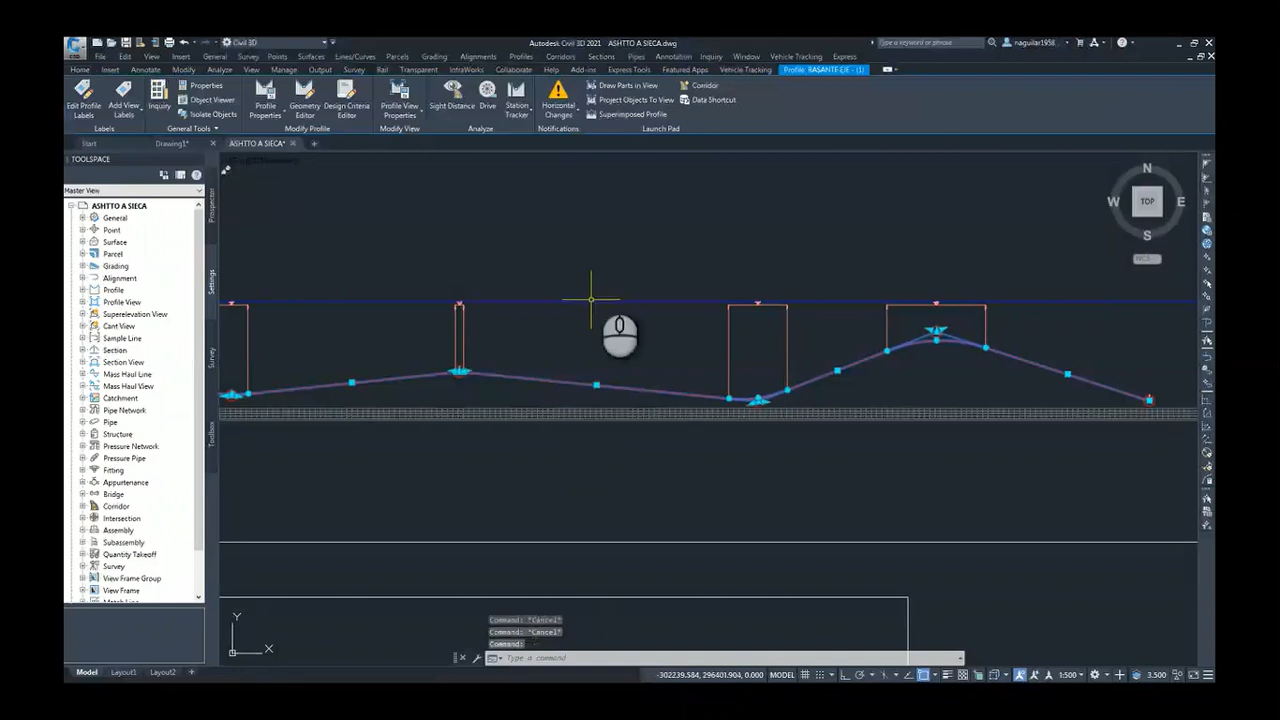 Civil 3D
Autodesk Civil 3D 2021 ASHTTO A SIECA.dwg
Type a keyword or phrase
naguilar1958...
File Edit View Insert General Survey Points Surfaces Lines/Curves Parcels Grading Alignments Profiles Corridors Sections Pipes Annotation Inquiry Window Vehicle Tracking Express
Home Insert Annotate Modify Analyze View Manage Output Survey Rail Transparent InfraWorks Collaborate Help Add-ins Express Tools Featured Apps Vehicle Tracking Profile: RASANTE EJE - (1)
Edit Profile Labels
Add View Labels
Labels
Inquiry
Properties
Object Viewer
Isolate Objects
General Tools
Profile Properties
Geometry Editor
Design Criteria Editor
Modify Profile
Profile View Properties
Modify View
Sight Distance
Drive
Station Tracker
Analyze
Horizontal Changes
Notifications
Draw Parts in View
Project Objects To View
Superimposed Profile
Corridor
Data Shortcut
Launch Pad
Start Drawing1* ASHTTO A SIECA*
TOOLSPACE
Master View
ASHTTO A SIECA
General
Point
Surface
Parcel
Grading
Alignment
Profile
Profile View
Superelevation View
Cant View
Sample Line
Section
Section View
Mass Haul Line
Mass Haul View
Catchment
Pipe Network
Pipe
Structure
Pressure Network
Pressure Pipe
Fitting
Appurtenance
Bridge
Corridor
Intersection
Assembly
Subassembly
Quantity Takeoff
Survey
View Frame Group
View Frame
Prospector
Settings
Survey
Toolbox
N
W TOP E
S
WCS
Y
X
Command: *Cancel*
Command: *Cancel*
Command:
Type a command
Model Layout1 Layout2 +
-302239.584, 296401.904, 0.000 MODEL 1:500 3.500